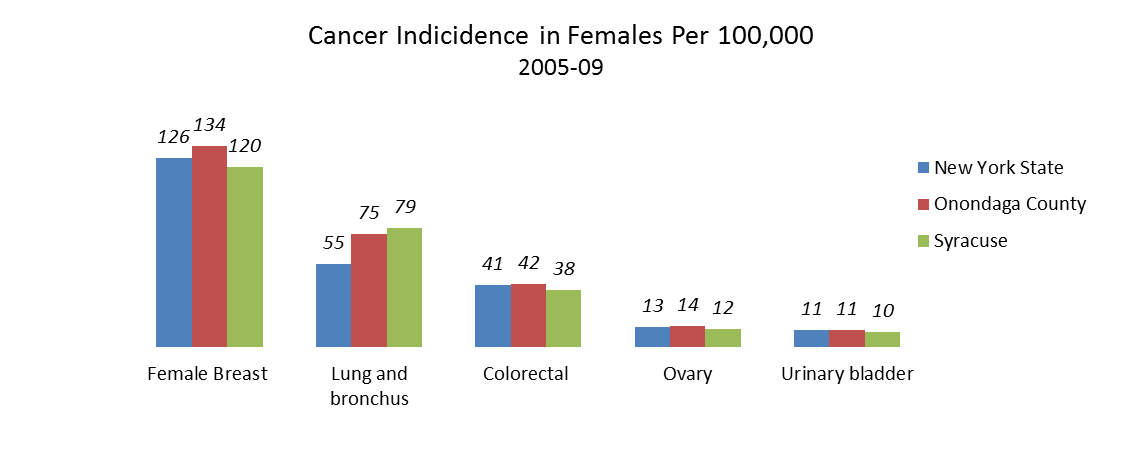 Cancer Indicidence in Females Per 100,000
2005-09
126 134 120
55 75 79
41 42 38
13 14 12
11 11 10
New York State
Onondaga County
Syracuse
Female Breast
Lung and
bronchus
Colorectal
Ovary
Urinary bladder